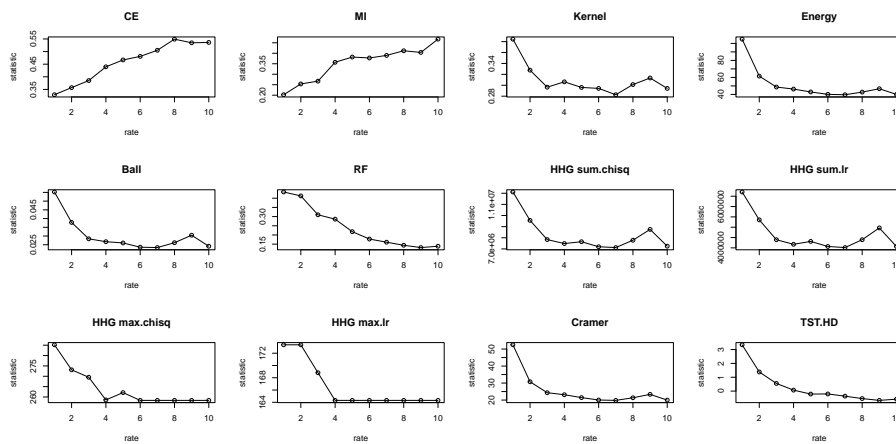 CE
statistic
0.35 0.45 0.55
2 4 6 8 10
rate
MI
statistic
0.20 0.35
2 4 6 8 10
rate
Kernel
statistic
0.28 0.34
2 4 6 8 10
rate
Energy
statistic
40 60 80
2 4 6 8 10
rate
Ball
statistic
0.025 0.045
2 4 6 8 10
rate
RF
statistic
0.15 0.30
2 4 6 8 10
rate
HHG sum.chisq
statistic
7.0e+06 1.1e+07
2 4 6 8 10
rate
HHG sum.lr
statistic
4000000 6000000
2 4 6 8 10
rate
HHG max.chisq
statistic
260 275
2 4 6 8 10
rate
HHG max.lr
statistic
164 168 172
2 4 6 8 10
rate
Cramer
statistic
20 30 40 50
2 4 6 8 10
rate
TST.HD
statistic
0 1 2 3
2 4 6 8 10
rate